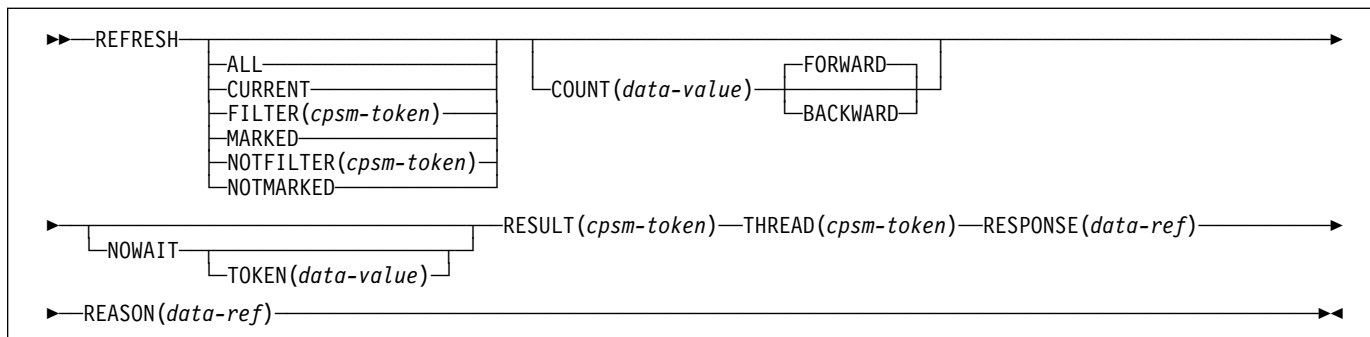 REFRESH
ALL
CURRENT
FILTER(cpsm-token)
MARKED
NOTFILTER(cpsm-token)
NOTMARKED
COUNT(data-value)
FORWARD
BACKWARD
NOWAIT
TOKEN(data-value)
RESULT(cpsm-token) THREAD(cpsm-token) RESPONSE(data-ref)
REASON(data-ref)